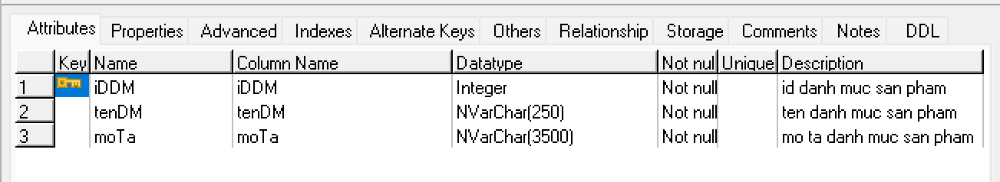 Attributes Properties Advanced Indexes Alternate Keys Others Relationship Storage Comments Notes DDL
Key Name Column Name Datatype Not nul Unique Description
1 iDDM iDDM Integer Not null id danh muc san pham
2 tenDM tenDM NVarChar(250) Not null ten danh muc san pham
3 moTa moTa NVarChar(3500) Not null mo ta danh muc san pham